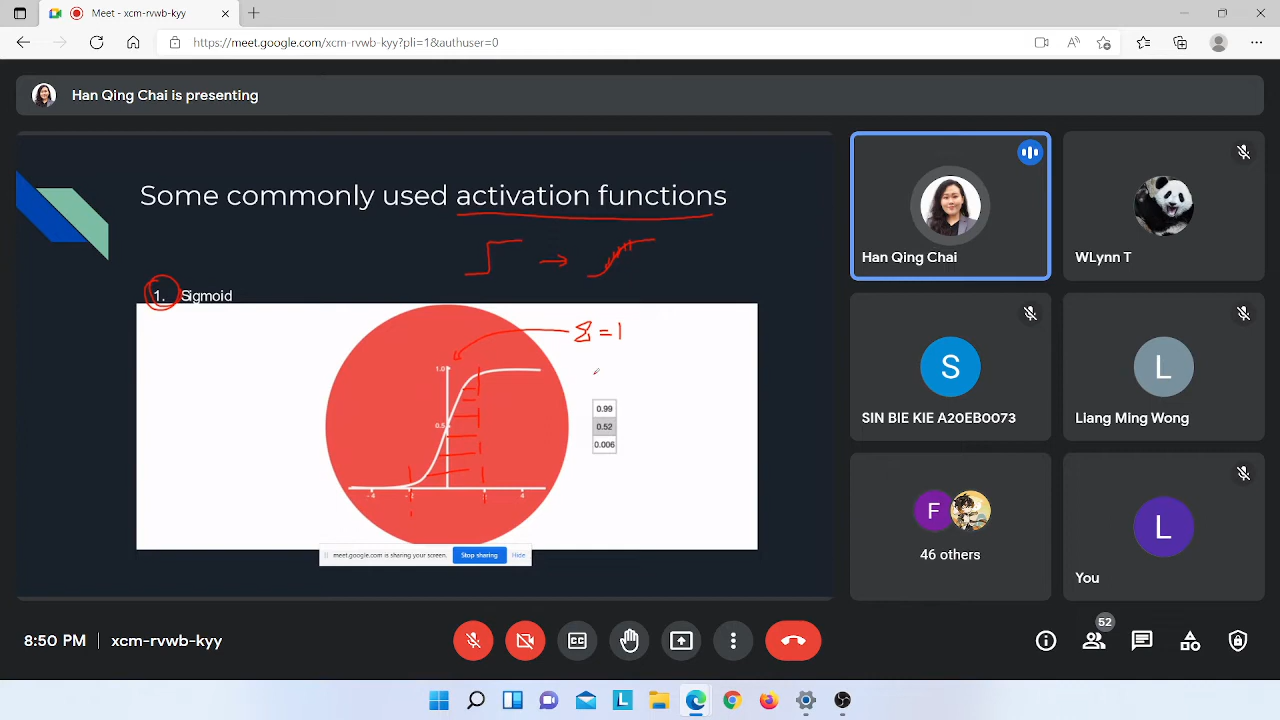 Meet - xcm-rvwb-kyy
https://meet.google.com/xcm-rvwb-kyy?pli=1&authuser=0
Han Qing Chai is presenting
Some commonly used activation functions
1. Sigmoid
= 1
1.0
0.5
-4
-2
4
0.99
0.52
0.006
meet.google.com is sharing your screen.
Stop sharing
Hide
Han Qing Chai
WLynn T
S
SIN BIE KIE A20EB0073
L
Liang Ming Wong
F
46 others
L
You
8:50 PM
xcm-rvwb-kyy
CC
52
L